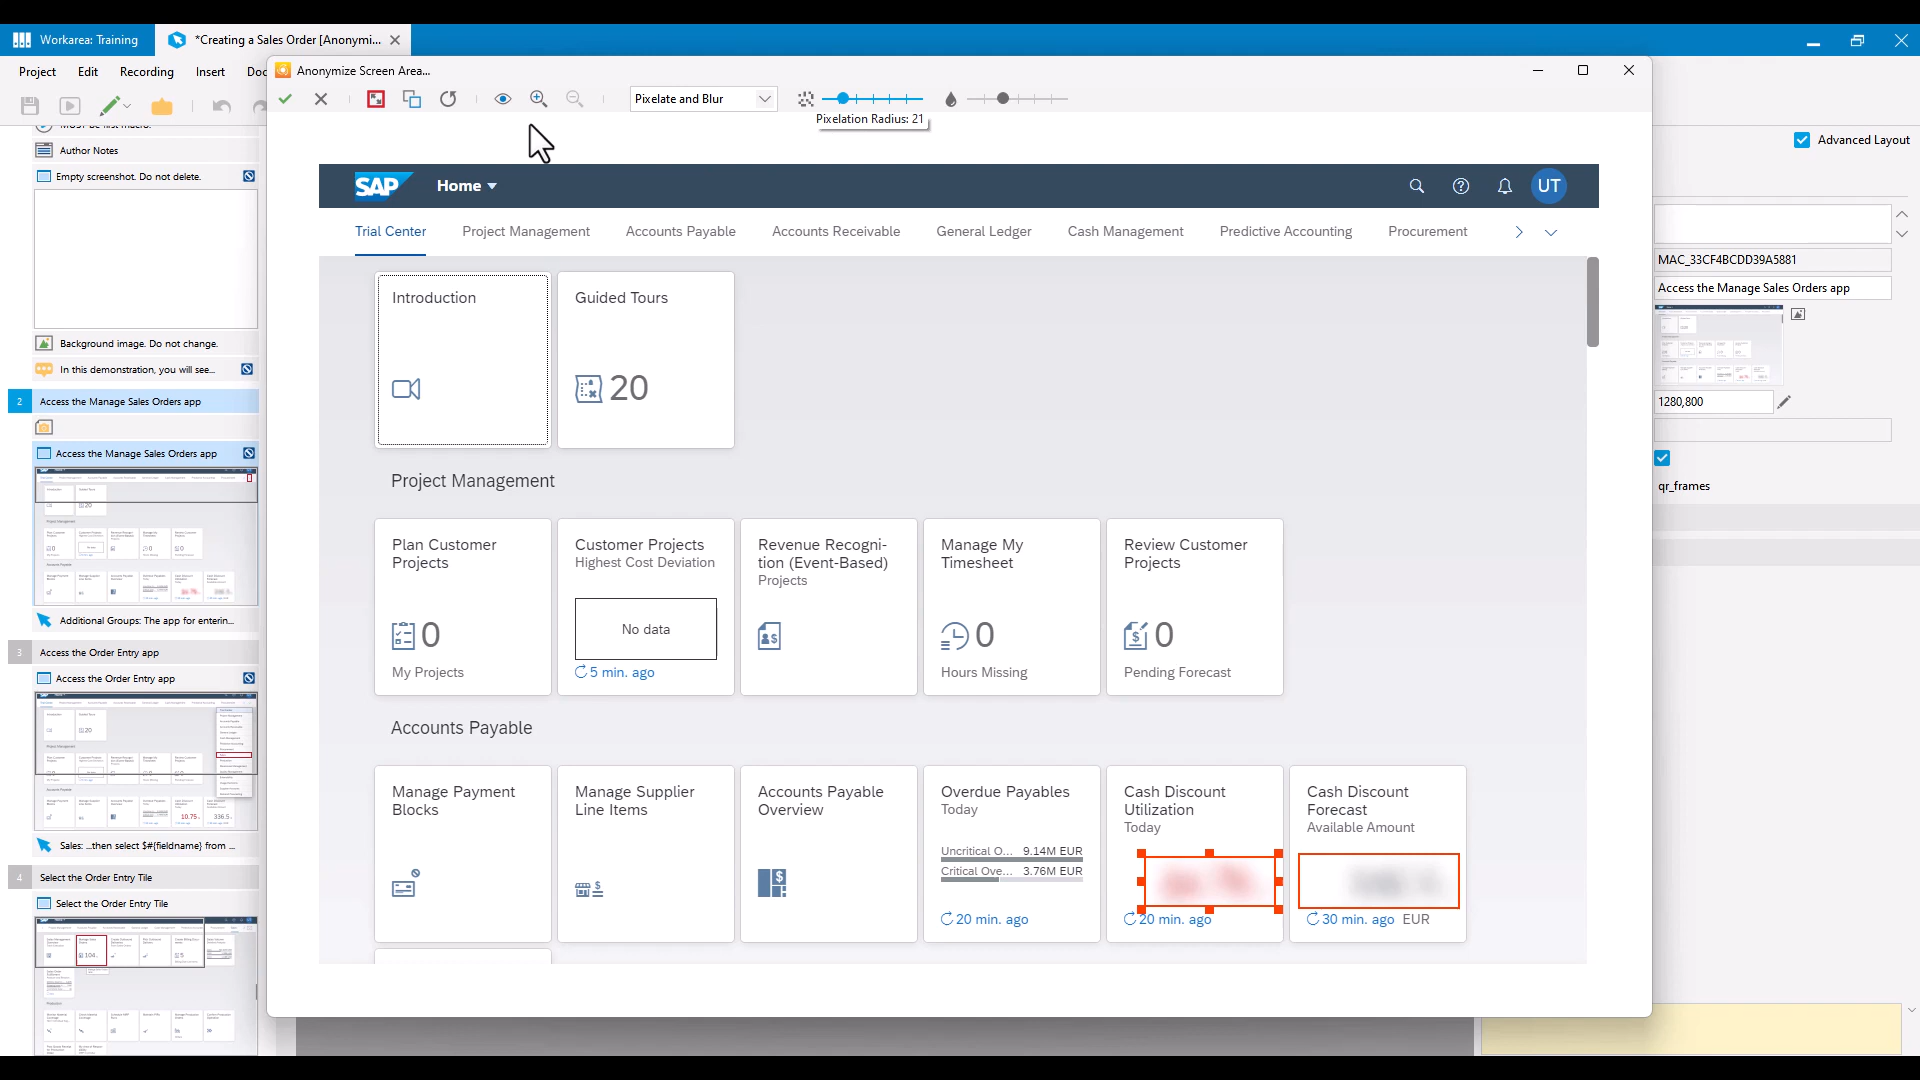 Workarea: Training
*Creating a Sales Order [Anonymi...
Project
Edit
Recording
Insert
Doc
Anonymize Screen Area...
Pixelate and Blur
Pixelation Radius: 21
Advanced Layout
MUST be first macro.
Author Notes
Empty screenshot. Do not delete.
Background image. Do not change.
In this demonstration, you will see...
2 Access the Manage Sales Orders app
Access the Manage Sales Orders app
Additional Groups: The app for enterin...
3 Access the Order Entry app
Access the Order Entry app
Sales: ...then select $#{fieldname} from ...
4 Select the Order Entry Tile
Select the Order Entry Tile
SAP
Home
UT
Trial Center
Project Management
Accounts Payable
Accounts Receivable
General Ledger
Cash Management
Predictive Accounting
Procurement
Introduction
Guided Tours
20
Project Management
Plan Customer
Projects
0
My Projects
Customer Projects
Highest Cost Deviation
No data
5 min. ago
Revenue Recogni-
tion (Event-Based)
Projects
Manage My
Timesheet
0
Hours Missing
Review Customer
Projects
0
Pending Forecast
Accounts Payable
Manage Payment
Blocks
Manage Supplier
Line Items
Accounts Payable
Overview
Overdue Payables
Today
Uncritical O... 9.14M EUR
Critical Ove... 3.76M EUR
20 min. ago
Cash Discount
Utilization
Today
20 min. ago
Cash Discount
Forecast
Available Amount
30 min. ago EUR
MAC_33CF4BCDD39A5881
Access the Manage Sales Orders app
1280,800
qr_frames